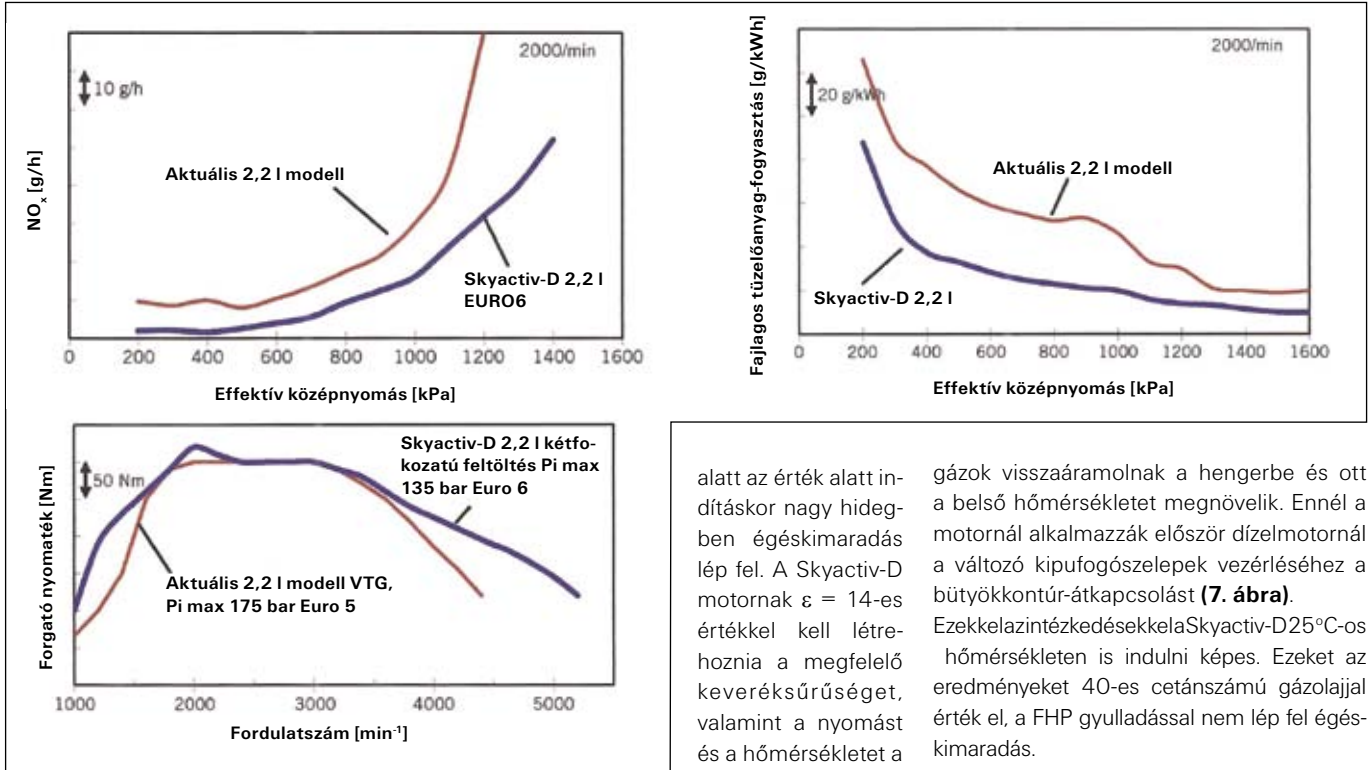 2000/min
10 g/h
NOx [g/h]
Aktuális 2,2 l modell
Skyactiv-D 2,2 l
EURO6
0 200 400 600 800 1000 1200 1400 1600
Effektív középnyomás [kPa]
2000/min
20 g/kWh
Fajlagos tüzelőanyag-fogyasztás [g/kWh]
Aktuális 2,2 l modell
Skyactiv-D 2,2 l
0 200 400 600 800 1000 1200 1400 1600
Effektív középnyomás [kPa]
Skyactiv-D 2,2 l kétfo-
kozatú feltöltés Pi max
135 bar Euro 6
50 Nm
Forgató nyomaték [Nm]
Aktuális 2,2 l modell VTG,
Pi max 175 bar Euro 5
1000 2000 3000 4000 5000
Fordulatszám [min-1]
alatt az érték alatt in-
dításkor nagy hideg-
ben égéskimaradás
lép fel. A Skyactiv-D
motornak ε = 14-es
értékkel kell létre-
hoznia a megfelelő
keveréksűrűséget,
valamint a nyomást
és a hőmérsékletet a
gázok visszaáramolnak a hengerbe és ott
a belső hőmérsékletet megnövelik. Ennél a
motornál alkalmazzák először dízelmotornál
a változó kipufogószelepek vezérléséhez a
bütyökkontúr-átkapcsolást (7. ábra).
EzekkelazintézkedésekkelaSkyactiv-D25°C-os
hőmérsékleten is indulni képes. Ezeket az
eredményeket 40-es cetánszámú gázolajjal
érték el, a FHP gyulladással nem lép fel égés-
kimaradás.